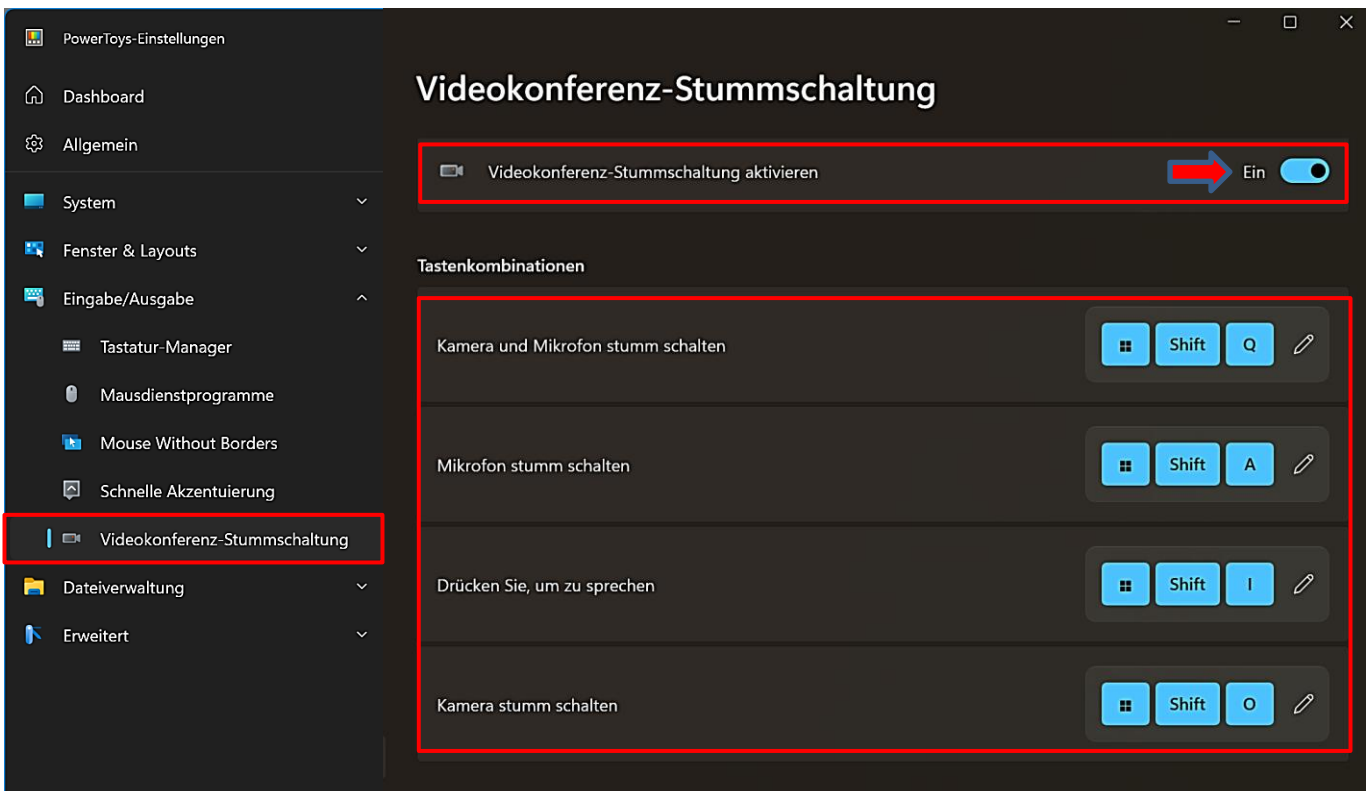 PowerToys-Einstellungen
Dashboard
Allgemein
System
Fenster & Layouts
Eingabe/Ausgabe
Tastatur-Manager
Mausdienstprogramme
Mouse Without Borders
Schnelle Akzentuierung
Videokonferenz-Stummschaltung
Dateiverwaltung
Erweitert
Videokonferenz-Stummschaltung
Videokonferenz-Stummschaltung aktivieren Ein
Tastenkombinationen
Kamera und Mikrofon stumm schalten Shift Q
Mikrofon stumm schalten Shift A
Drücken Sie, um zu sprechen Shift I
Kamera stumm schalten Shift O